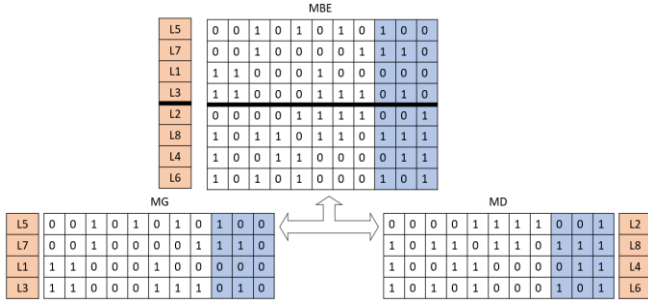 MBE
L5 0 0 1 0 1 0 1 0 1 0 0
L7 0 0 1 0 0 0 0 1 1 1 0
L1 1 1 0 0 0 1 0 0 0 0 0
L3 1 1 0 0 0 1 1 1 0 1 0
L2 0 0 0 0 1 1 1 1 0 0 1
L8 1 0 1 1 0 1 0 1 1 1 1
L4 1 0 0 1 1 0 0 0 0 1 1
L6 1 0 1 0 1 0 0 0 1 0 1
MG
L5 0 0 1 0 1 0 1 0 1 0 0
L7 0 0 1 0 0 0 0 1 1 1 0
L1 1 1 0 0 0 1 0 0 0 0 0
L3 1 1 0 0 0 1 1 1 0 1 0
MD
0 0 0 0 1 1 1 1 0 0 1 L2
1 0 1 1 0 1 0 1 1 1 1 L8
1 0 0 1 1 0 0 0 0 1 1 L4
1 0 1 0 1 0 0 0 1 0 1 L6